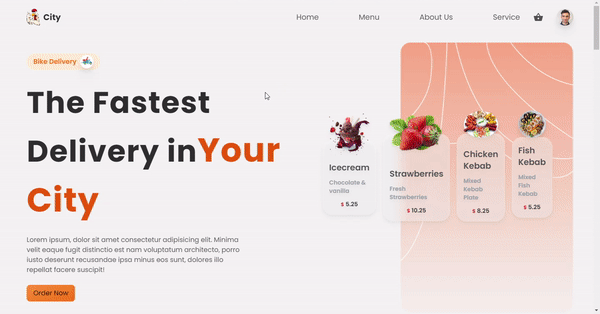 City
Home
Menu
About Us
Service
Bike Delivery
The Fastest
Delivery inYour
City
Lorem ipsum, dolor sit amet consectetur adipisicing elit. Minima
velit eaque fugit distinctio est nam voluptatum aspernatur, porro
iusto deserunt recusandae ipsa minus eos sunt, dolores illo
repellat facere suscipit!
Order Now
Icecream
Chocolate &
vanilla
$ 5.25
Strawberries
Fresh
Strawberries
$ 10.25
Chicken
Kebab
Mixed
Kebab
Plate
$ 8.25
Fish
Kebab
Mixed
Fish
Kebab
$ 5.25